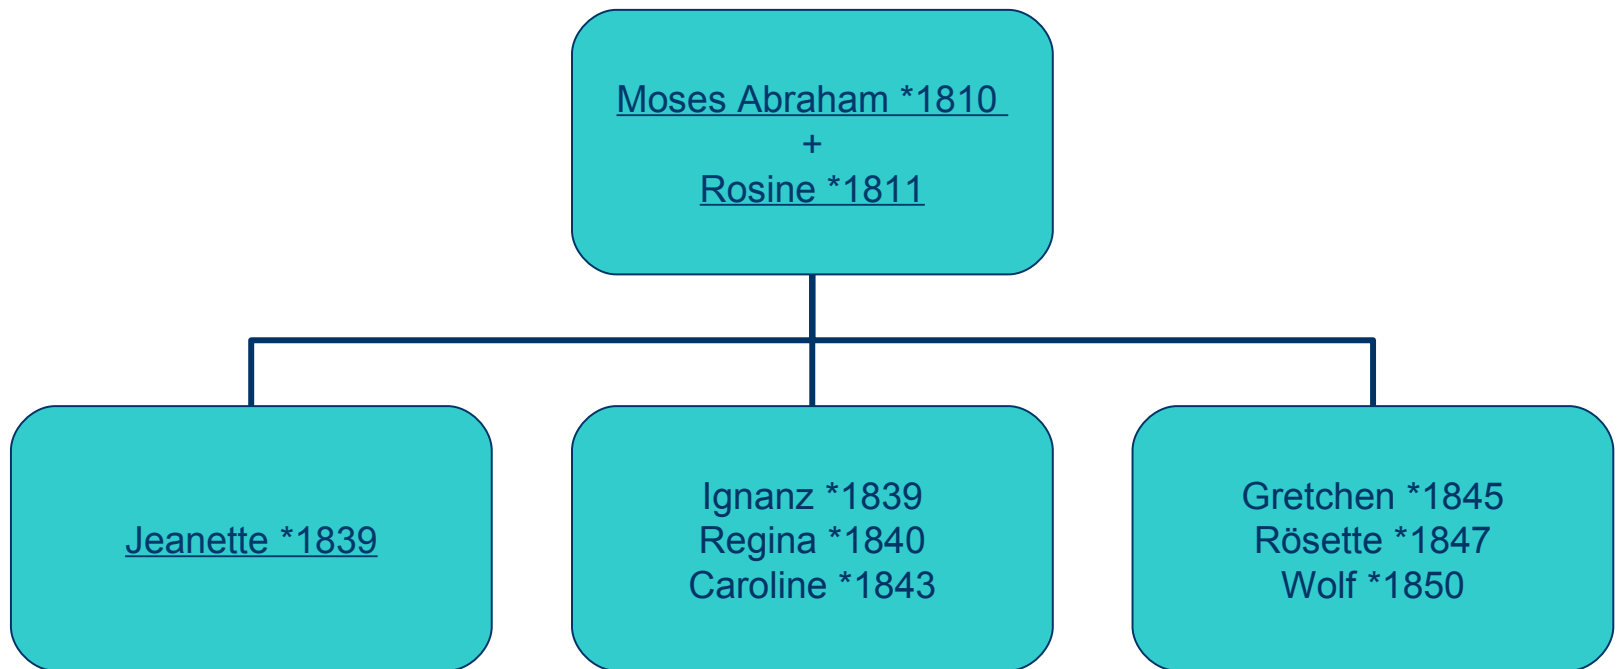 Moses Abraham *1810
+
Rosine *1811
Jeanette *1839
Ignanz *1839
Regina *1840
Caroline *1843
Gretchen *1845
Rösette *1847
Wolf *1850